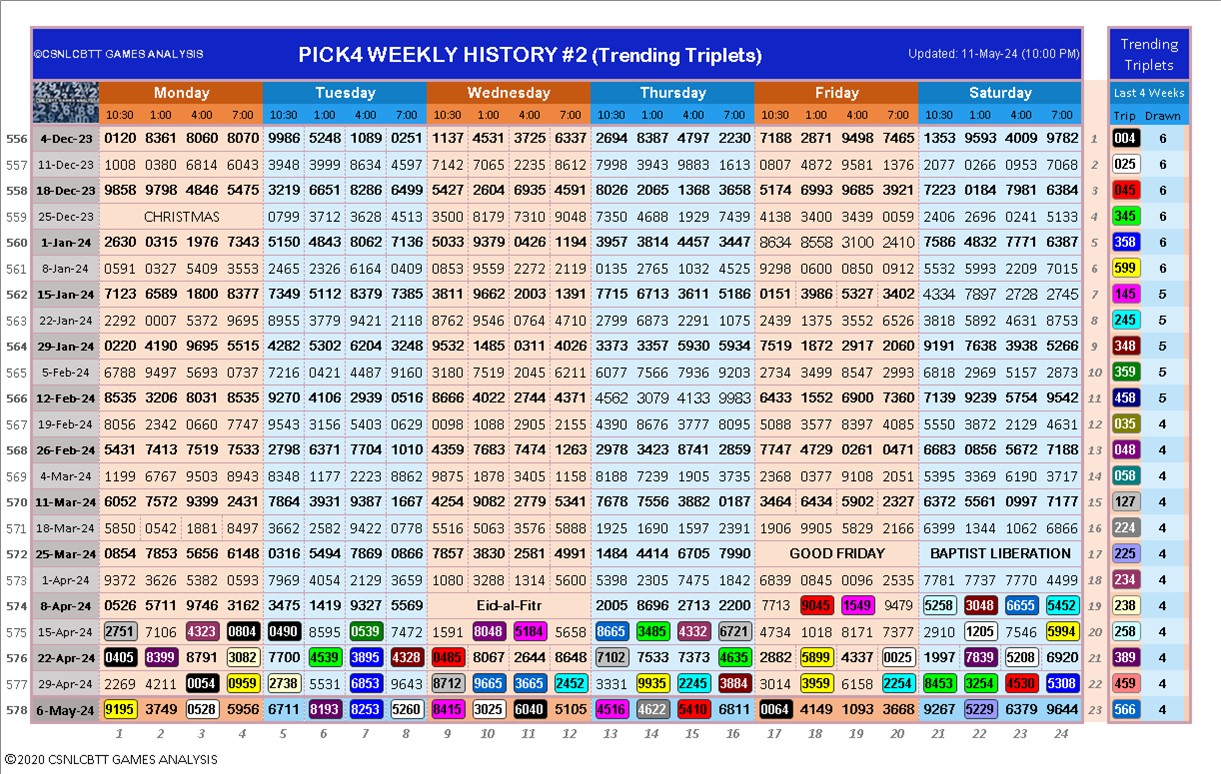 ©CSNLCBTT GAMES ANALYSIS PICK4 WEEKLY HISTORY #2 (Trending Triplets) Updated: 11-May-24 (10:00 PM) Trending Triplets
Monday Tuesday Wednesday Thursday Friday Saturday Last 4 Weeks
10:30 1:00 4:00 7:00 10:30 1:00 4:00 8:00 10:30 1:00 4:00 7:00 10:30 1:00 4:00 7:00 10:30 1:00 4:00 7:00 10:30 1:00 4:00 7:00 Trip Drawn
556 4-Dec-23 0120 8361 8060 8070 9986 5248 1089 0251 1137 4531 3725 6337 2694 8387 4797 2230 7188 2871 9498 7465 1353 9593 4009 9782 1 004 6
557 11-Dec-23 1008 0380 6814 6043 3948 3999 8634 4597 7142 7065 2235 8612 7998 3943 9883 1613 0807 4872 9581 1376 2077 0266 0953 7068 2 025 6
558 18-Dec-23 9858 9798 4846 5475 3219 6651 8286 6499 5427 2604 6935 4591 8026 2065 1368 3658 5174 6993 9685 3921 7223 0184 7981 6384 3 045 6
559 25-Dec-23 CHRISTMAS 0799 3712 3628 4513 3500 8179 7310 9048 7350 4688 1929 7439 4138 3400 3439 0059 2406 2696 0241 5133 4 345 6
560 1-Jan-24 2630 0315 1976 7343 5150 4843 8062 7136 5033 9379 0426 1194 3957 3814 4457 3447 8634 8558 3100 2410 7586 4832 7771 6387 5 358 6
561 8-Jan-24 0591 0327 5409 3553 2465 2326 6164 0409 0853 9559 2272 2119 0135 2765 1032 4525 9298 0600 0850 0912 5532 5993 2209 7015 6 599 6
562 15-Jan-24 7123 6589 1800 8377 7349 5112 8379 7385 3811 9662 2003 1391 7715 6713 3611 5186 0151 3986 5327 3402 4334 7897 2728 2745 7 145 5
563 22-Jan-24 2292 0007 5372 9695 8955 3779 9421 2118 8762 9546 0764 4710 2799 6873 2291 1075 2439 1375 3552 6526 3818 5892 4631 8753 8 245 5
564 29-Jan-24 0220 4190 9695 5515 4282 5302 6204 3248 9532 1485 0311 4026 3373 3357 5930 5934 7519 1872 2917 2060 9191 7638 3938 5266 9 348 5
565 5-Feb-24 6788 9497 5693 0737 7216 0421 4487 9160 3180 7519 2045 6211 6077 7566 7936 9203 2734 3499 8547 2993 6818 2969 5157 2873 10 359 5
566 12-Feb-24 8535 3206 8031 8535 9270 4106 2939 0516 8666 4022 2744 4371 4562 3079 4133 9983 6433 1552 6900 7360 7139 9239 5754 9542 11 458 5
567 19-Feb-24 8056 2342 0660 7747 9543 3156 5403 0629 0098 1088 2905 2155 4390 8676 3777 8095 5088 3577 8397 4085 5550 3872 2129 4631 12 035 4
568 26-Feb-24 5431 7413 7519 7533 2798 6371 7704 1010 4359 7683 7474 1263 2978 3423 8741 2859 7747 4729 0261 0471 6683 0856 5672 7188 13 048 4
569 4-Mar-24 1199 6767 9503 8943 8348 1177 2223 8862 9875 1878 3405 1158 8188 7239 1505 3735 2368 0377 9108 2051 5395 3369 6190 3717 14 058 4
570 11-Mar-24 6052 7572 9399 2431 7864 3931 9387 1667 4254 9082 2779 5341 7678 7556 3882 0187 3464 6434 5902 2327 6372 5561 0997 7177 15 127 4
571 18-Mar-24 5850 0542 1881 8497 3662 2582 9422 0778 5516 5063 3576 5888 1925 1690 1597 2391 1906 9905 5829 2166 6399 1344 1062 6866 16 224 4
572 25-Mar-24 0854 7853 5656 6148 0316 5494 7869 0866 7857 3830 2581 4991 1484 4414 6705 7990 GOOD FRIDAY BAPTIST LIBERATION 17 225 4
573 1-Apr-24 9372 3626 5382 0593 7969 4054 2129 3659 1080 3288 1314 5600 5398 2305 7475 1842 6839 0845 0096 2535 7781 7737 7770 4499 18 234 4
574 8-Apr-24 0526 5711 9746 3162 3475 1419 9327 5569 Eid-al-Fitr 2005 8696 2713 2200 7713 9045 1549 9479 5258 3048 6655 5452 19 238 4
575 15-Apr-24 2751 7106 4323 0804 0490 8595 0539 7472 1591 8048 5184 5658 8665 3485 4332 6721 4734 1018 8171 7377 2910 1205 7546 5994 20 258 4
576 22-Apr-24 0405 8399 8791 3082 7700 4539 3895 4328 0485 8067 2644 8648 7102 7533 7373 4635 2882 5899 4337 0025 1997 7839 5208 6920 21 389 4
577 29-Apr-24 2269 4211 0054 0959 2738 5531 6853 9643 8712 9665 3665 2452 3331 9935 2245 3884 3014 3959 6158 2254 8453 3254 4530 5308 22 459 4
578 6-May-24 9195 3749 0528 5956 6711 8193 8253 5260 8415 3025 6040 5105 4516 4622 5410 6811 0064 4149 1093 3668 9267 5229 6379 9644 23 566 4
1 2 3 4 5 6 7 8 9 10 11 12 13 14 15 16 17 18 19 20 21 22 23 24
©2020 CSNLCBTT GAMES ANALYSIS